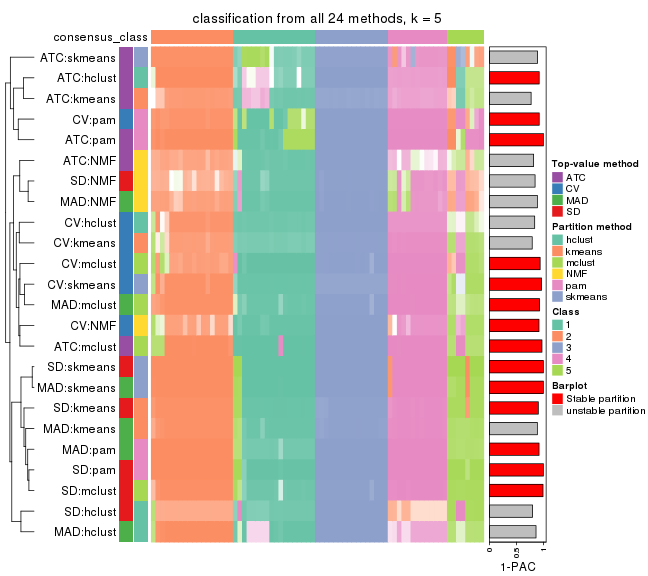 classification from all 24 methods, k = 5
consensus_class
ATC:skmeans
ATC:hclust
ATC:kmeans
CV:pam
ATC:pam
ATC:NMF
SD:NMF
MAD:NMF
CV:hclust
CV:kmeans
CV:mclust
CV:skmeans
MAD:mclust
CV:NMF
ATC:mclust
SD:skmeans
MAD:skmeans
SD:kmeans
MAD:kmeans
MAD:pam
SD:pam
SD:mclust
SD:hclust
MAD:hclust
0
0.5
1
1-PAC
Top-value method
ATC
CV
MAD
SD
Partition method
hclust
kmeans
mclust
NMF
pam
skmeans
Class
1
2
3
4
5
Barplot
Stable partition
unstable partition